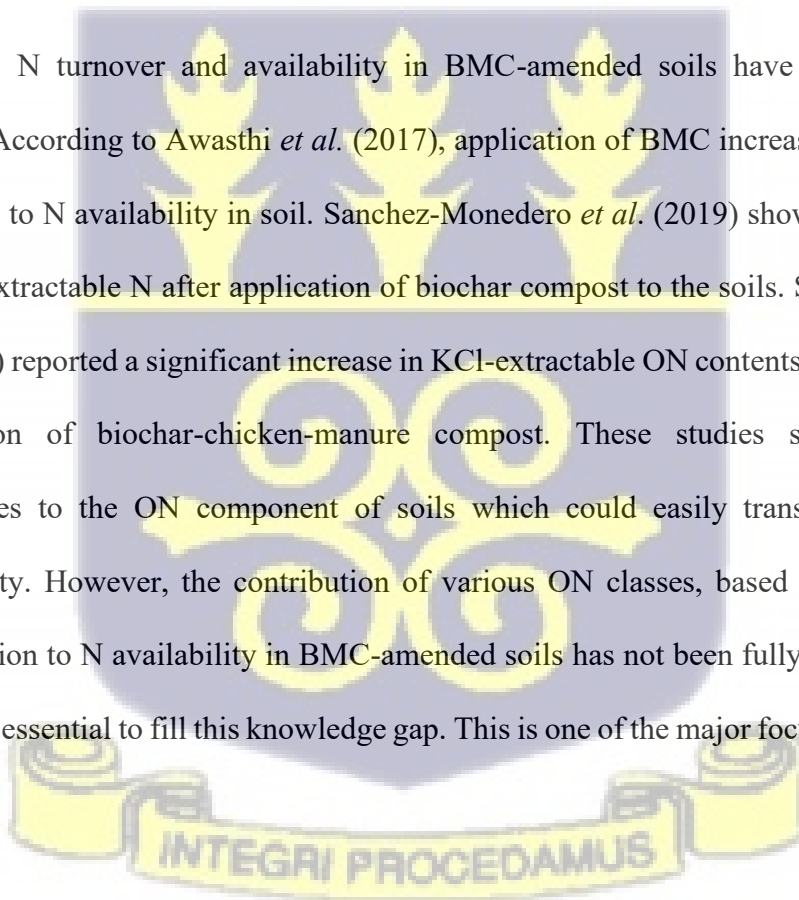 N turnover and availability in BMC-amended soils have
According to Awasthi et al. (2017), application of BMC increas
to N availability in soil. Sanchez-Monedero et al. (2019) show
xtractable N after application of biochar compost to the soils. S
) reported a significant increase in KCl-extractable ON contents
on of biochar-chicken-manure compost. These studies s
es to the ON component of soils which could easily trans
ty. However, the contribution of various ON classes, based
ion to N availability in BMC-amended soils has not been fully
essential to fill this knowledge gap. This is one of the major foc
INTEGRI PROCEDAMUS